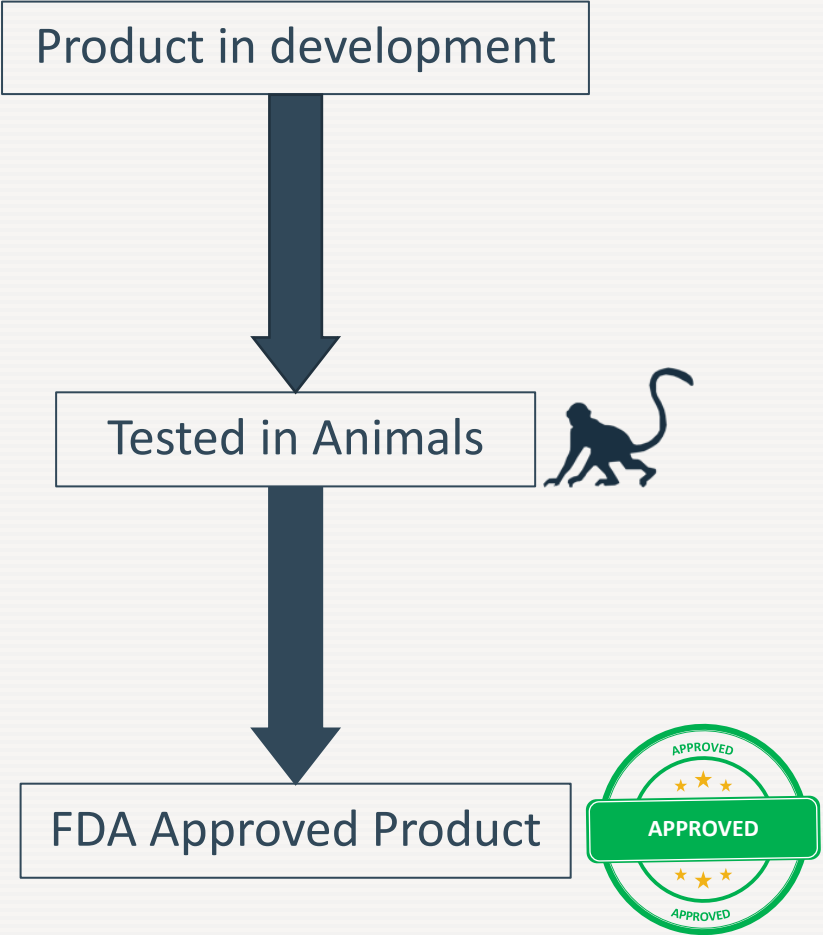 Product in development
Tested in Animals
FDA Approved Product
APPROVED
APPROVED
APPROVED